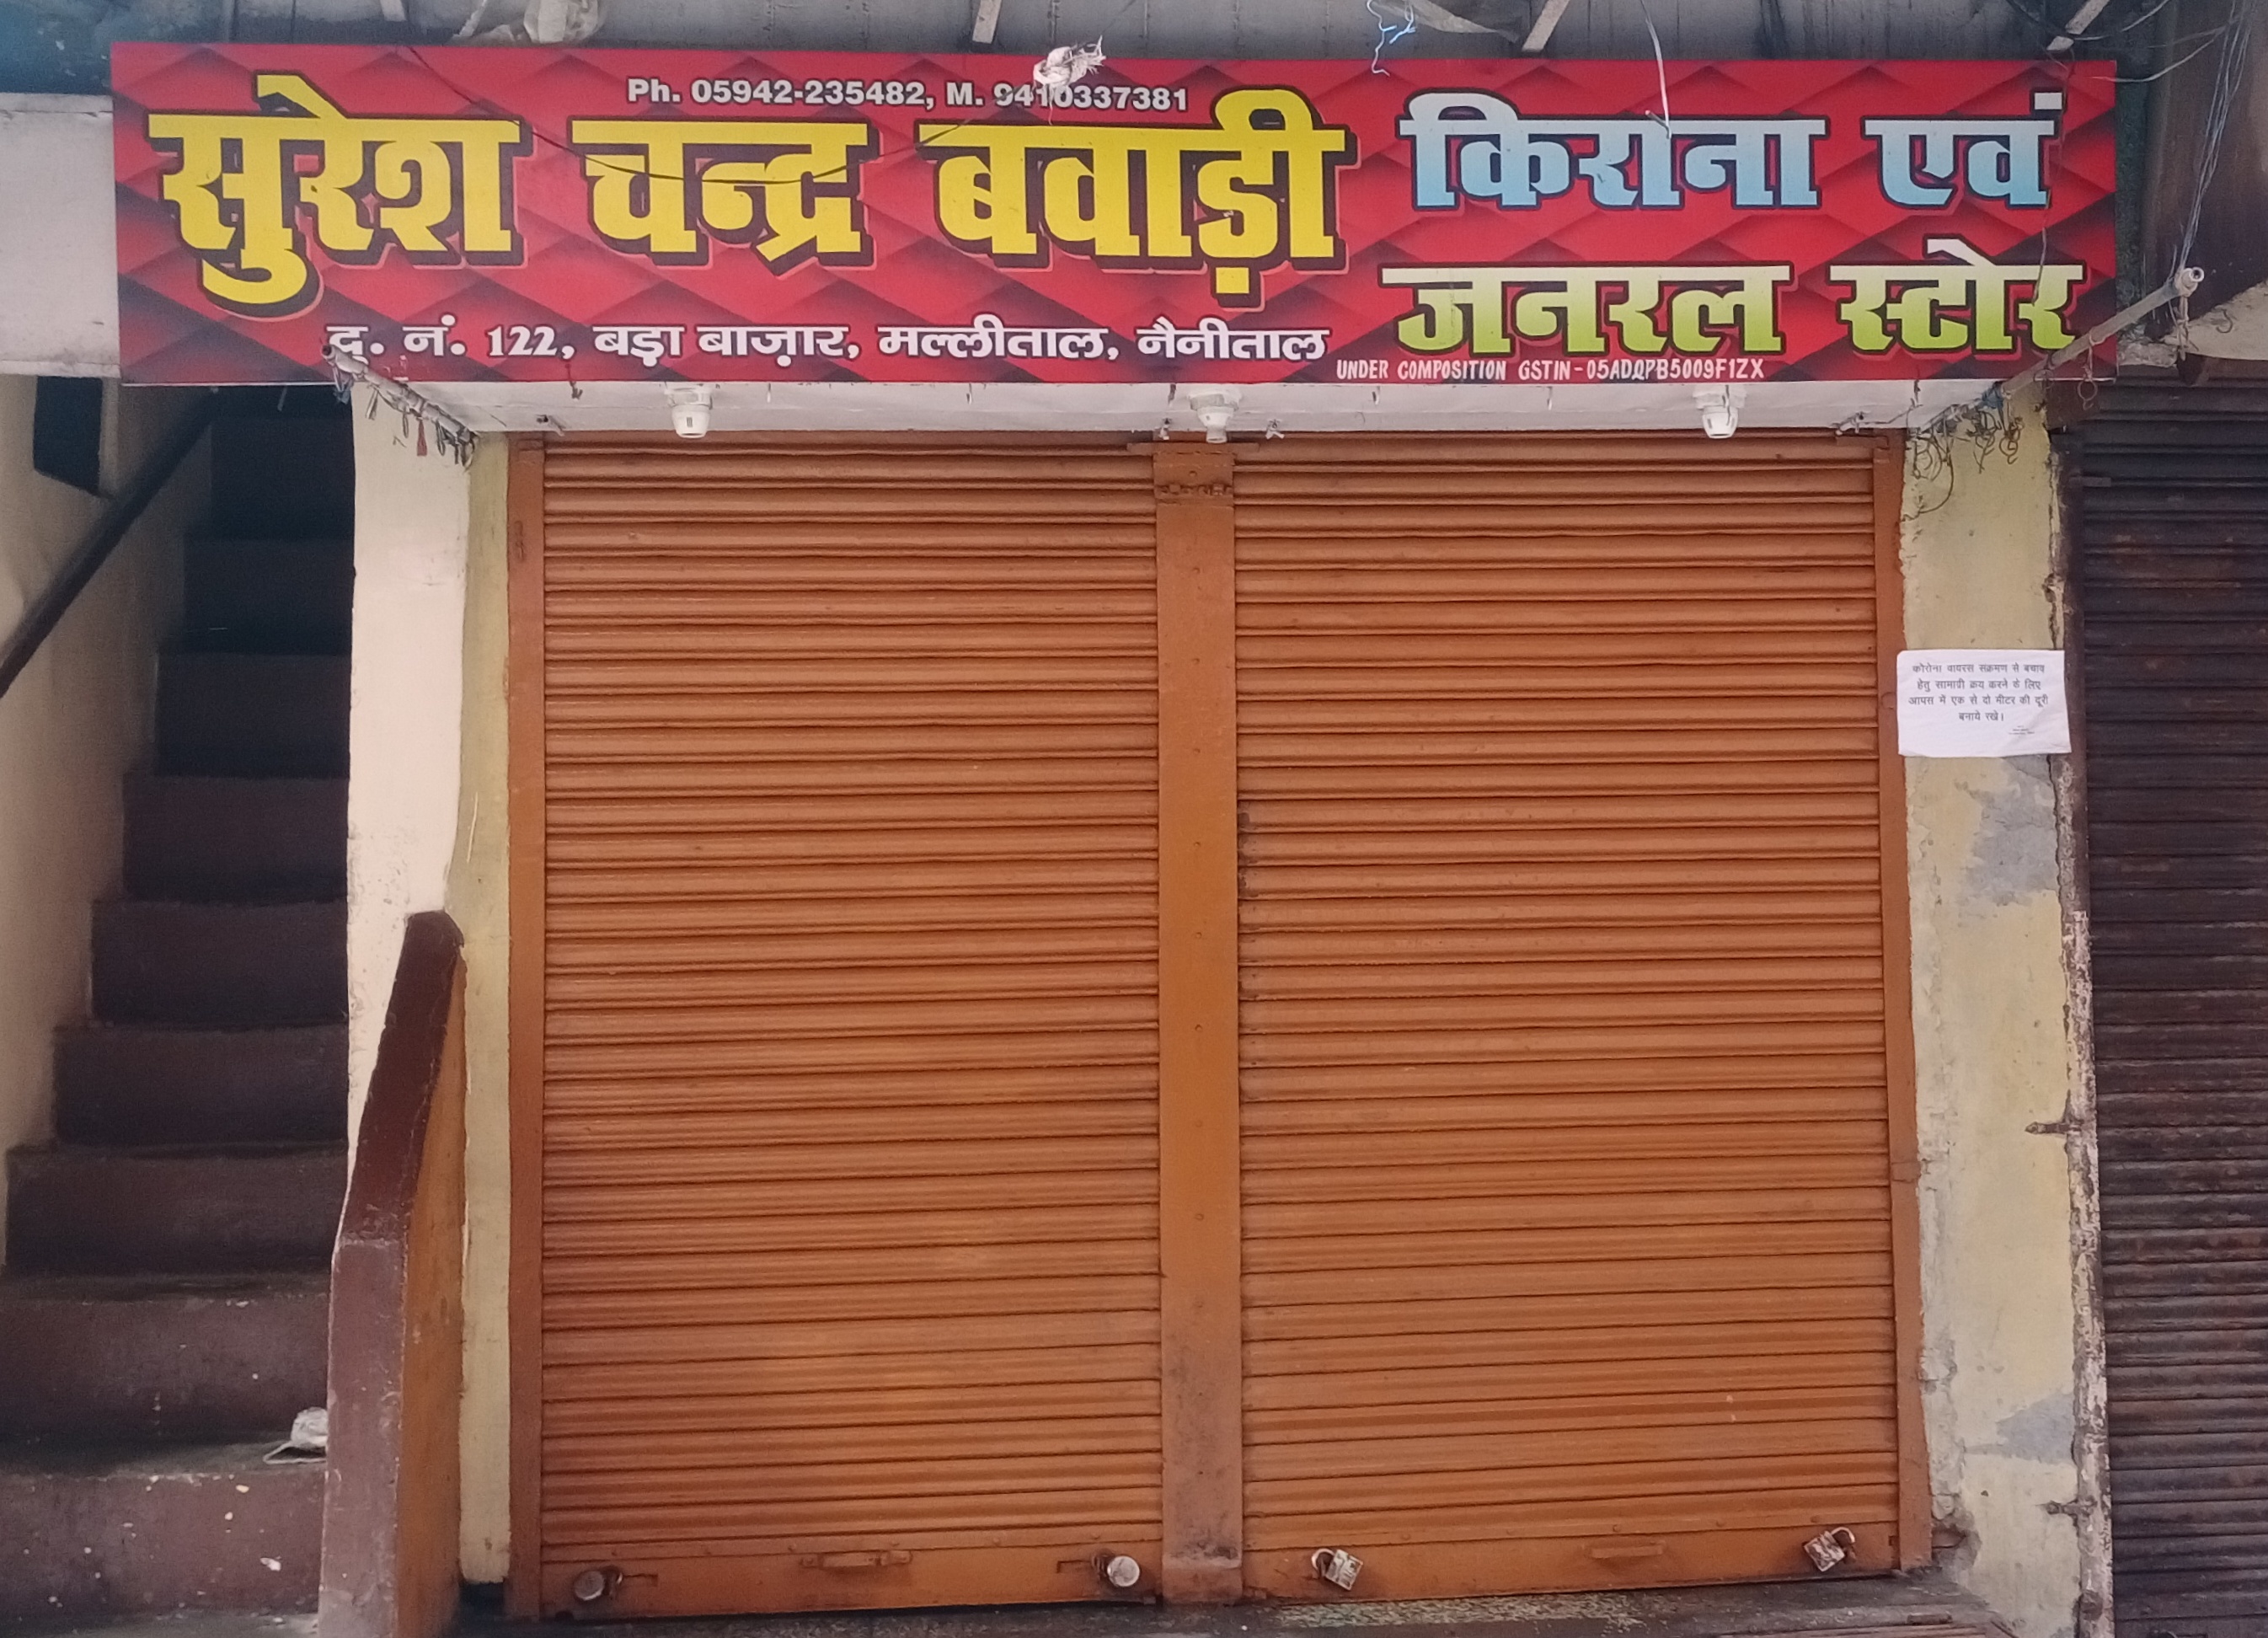 Ph. 05942-235482, M. 9410337381
सुरेश चन्द्र बवाड़ी
किराना एवं
जनरल स्टोर
दु. नं. 122, बड़ा बाज़ार, मल्लीताल, नैनीताल
UNDER COMPOSITION GSTIN-05ADQPB5009F1ZX
कोरोना वायरस सक्रमण से बचाव
हेतु सामाग्री क्रय करने के लिए
आपस में एक से दो मीटर की दूरी
बनाये रखे।